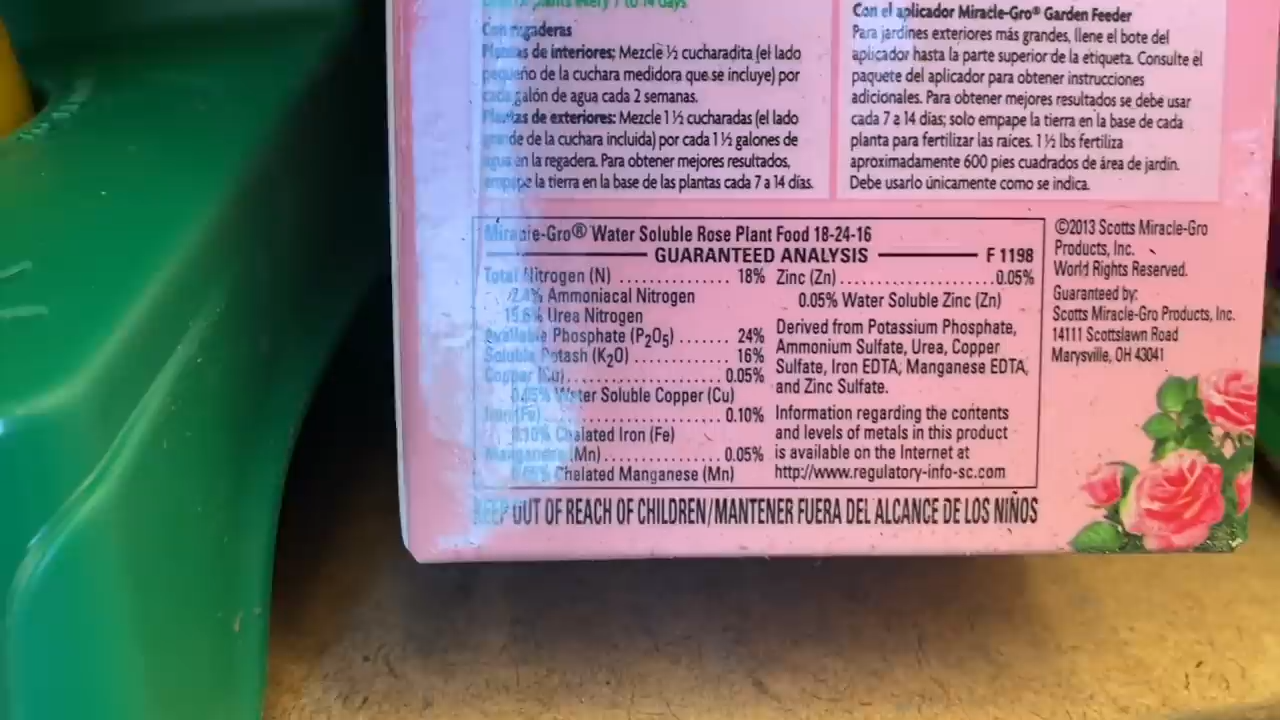 plants every 7 to 14 days.
Con regaderas
Plantas de interiores: Mezcle ½ cucharadita (el lado
pequeño de la cuchara medidora que se incluye) por
cada galón de agua cada 2 semanas.
Plantas de exteriores: Mezcle 1 ½ cucharadas (el lado
grande de la cuchara incluida) por cada 1 ½ galones de
agua en la regadera. Para obtener mejores resultados,
empape la tierra en la base de las plantas cada 7 a 14 días.
Con el aplicador Miracle-Gro® Garden Feeder
Para jardines exteriores más grandes, llene el bote del
aplicador hasta la parte superior de la etiqueta. Consulte el
paquete del aplicador para obtener instrucciones
adicionales. Para obtener mejores resultados se debe usar
cada 7 a 14 días; solo empape la tierra en la base de cada
planta para fertilizar las raíces. 1 ½ lbs fertiliza
aproximadamente 600 pies cuadrados de área de jardín.
Debe usarlo únicamente como se indica.
Miracle-Gro® Water Soluble Rose Plant Food 18-24-16
GUARANTEED ANALYSIS F1198
Total Nitrogen (N) .............. 18%
2.4% Ammoniacal Nitrogen
15.6% Urea Nitrogen
Available Phosphate (P₂O₅) ....... 24%
Soluble Potash (K₂O) ............. 16%
Copper (Cu) ...................... 0.05%
0.05% Water Soluble Copper (Cu)
Iron (Fe) ........................ 0.10%
0.10% Chelated Iron (Fe)
Manganese (Mn) ................... 0.05%
0.05% Chelated Manganese (Mn)
Zinc (Zn) ........................ 0.05%
0.05% Water Soluble Zinc (Zn)
Derived from Potassium Phosphate,
Ammonium Sulfate, Urea, Copper
Sulfate, Iron EDTA, Manganese EDTA,
and Zinc Sulfate.
Information regarding the contents
and levels of metals in this product
is available on the Internet at
http://www.regulatory-info-sc.com
©2013 Scotts Miracle-Gro
Products, Inc.
World Rights Reserved.
Guaranteed by:
Scotts Miracle-Gro Products, Inc.
14111 Scottslawn Road
Marysville, OH 43041
KEEP OUT OF REACH OF CHILDREN/MANTENER FUERA DEL ALCANCE DE LOS NIÑOS